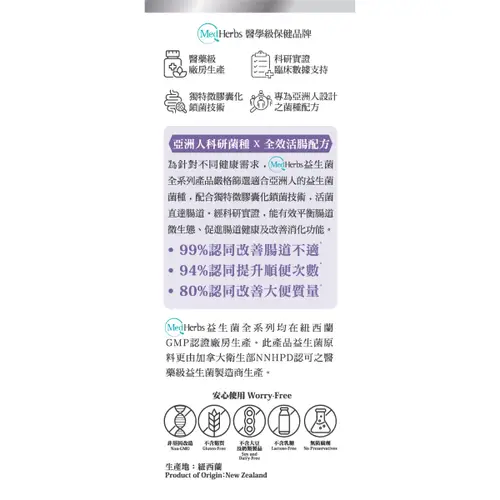 MedHerbs 醫學級保健品牌
醫藥級
廠房生產
科研實證
臨床數據支持
獨特微膠囊化
鎖菌技術
專為亞洲人設計
之菌種配方
亞洲人科研菌種 X 全效活腸配方
為針對不同健康需求，MedHerbs益生菌
全系列產品嚴格篩選適合亞洲人的益生菌
菌種，配合獨特微膠囊化鎖菌技術，活菌
直達腸道。經科研實證，能有效平衡腸道
微生態、促進腸道健康及改善消化功能。
• 99%認同改善腸道不適*
• 94%認同提升順便次數*
• 80%認同改善大便質量*
MedHerbs益生菌全系列均在紐西蘭
GMP認證廠房生產。此產品益生菌原
料更由加拿大衛生部NNHPD認可之醫
藥級益生菌製造商生產。
安心使用 Worry-Free
非基因改造
Non-GMO
不含麩質
Gluten-Free
不含大豆
及奶類製品
Soy and
Dairy Free
不含乳糖
Lactose-Free
無防腐劑
No Preservatives
生產地：紐西蘭
Product of Origin:New Zealand